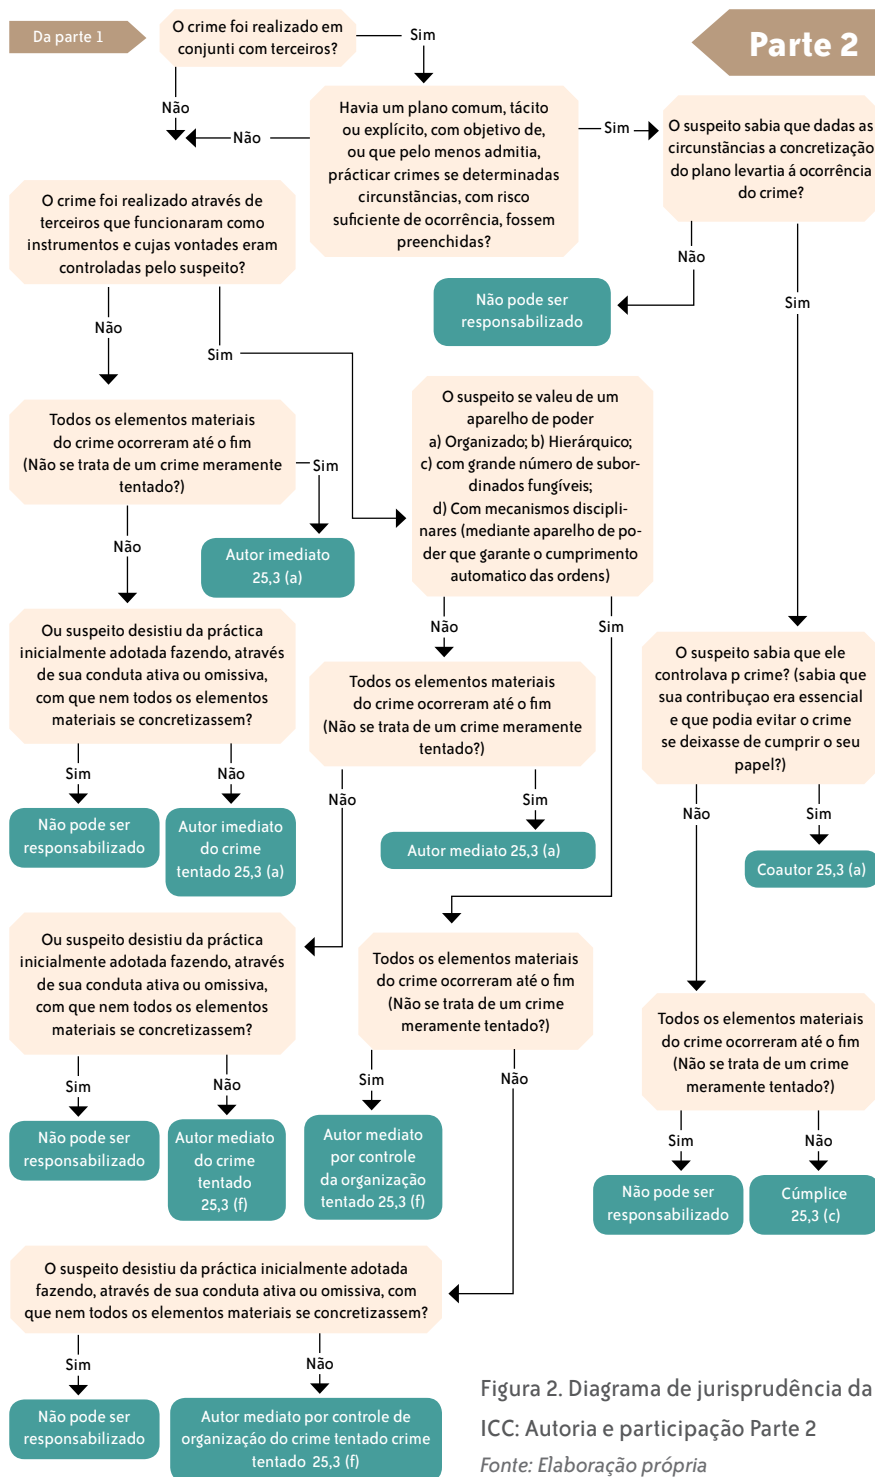 Da parte 1
O crime foi realizado em
conjunti com terceiros?
Sim
Parte 2
Não
Havia um plano comum, tácito
ou explícito, com objetivo de,
ou que pelo menos admitia,
prácticar crimes se determinadas
circunstãncias, com risco
suficiente de ocorrência, fossem
preenchidas?
Não
Sim
O suspeito sabia que dadas as
circunstãncias a concretização
do plano levartia á ocorrência
do crime?
O crime foi realizado através de
terceiros que funcionaram como
instrumentos e cujas vontades eram
controladas pelo suspeito?
Não
Não pode ser
responsabilizado
Sim
Não
Sim
Todos os elementos materiais
do crime ocorreram até o fim
(Não se trata de um crime meramente
tentado?)
Sim
O suspeito se valeu de um
aparelho de poder
a) Organizado; b) Hierárquico;
c) com grande número de subor-
dinados fungíveis;
d) Com mecanismos discipli-
nares (mediante aparelho de po-
der que garante o cumprimento
automatico das ordens)
Não
Autor imediato
25,3 (a)
Ou suspeito desistiu da práctica
inicialmente adotada fazendo, através
de sua conduta ativa ou omissiva,
com que nem todos os elementos
materiais se concretizassem?
Não
Sim
Todos os elementos materiais
do crime ocorreram até o fim
(Não se trata de um crime meramente
tentado?)
O suspeito sabia que ele
controlava p crime? (sabia que
sua contribuçao era essencial
e que podia evitar o crime
se deixasse de cumprir o seu
papel?)
Sim
Não
Não
Sim
Não
Sim
Não pode ser
responsabilizado
Autor imediato
do crime
tentado 25,3 (a)
Autor mediato 25,3 (a)
Coautor 25,3 (a)
Ou suspeito desistiu da práctica
inicialmente adotada fazendo, através
de sua conduta ativa ou omissiva,
com que nem todos os elementos
materiais se concretizassem?
Todos os elementos materiais
do crime ocorreram até o fim
(Não se trata de um crime
meramente tentado?)
Todos os elementos materiais
do crime ocorreram até o fim
(Não se trata de um crime
meramente tentado?)
Sim
Não
Sim
Não
Não pode ser
responsabilizado
Autor mediato
do crime
tentado
25,3 (f)
Autor mediato
por controle
da organização
tentado 25,3 (f)
Sim
Não
Não pode ser
responsabilizado
Cúmplice
25,3 (c)
O suspeito desistiu da práctica inicialmente adotada
fazendo, através de sua conduta ativa ou omissiva, com
que nem todos os elementos materiais se concretizassem?
Sim
Não
Não pode ser
responsabilizado
Autor mediato por controle de
organizaçáo do crime tentado crime
tentado 25,3 (f)
Figura 2. Diagrama de jurisprudência da
ICC: Autoria e participação Parte 2
Fonte: Elaboração própria